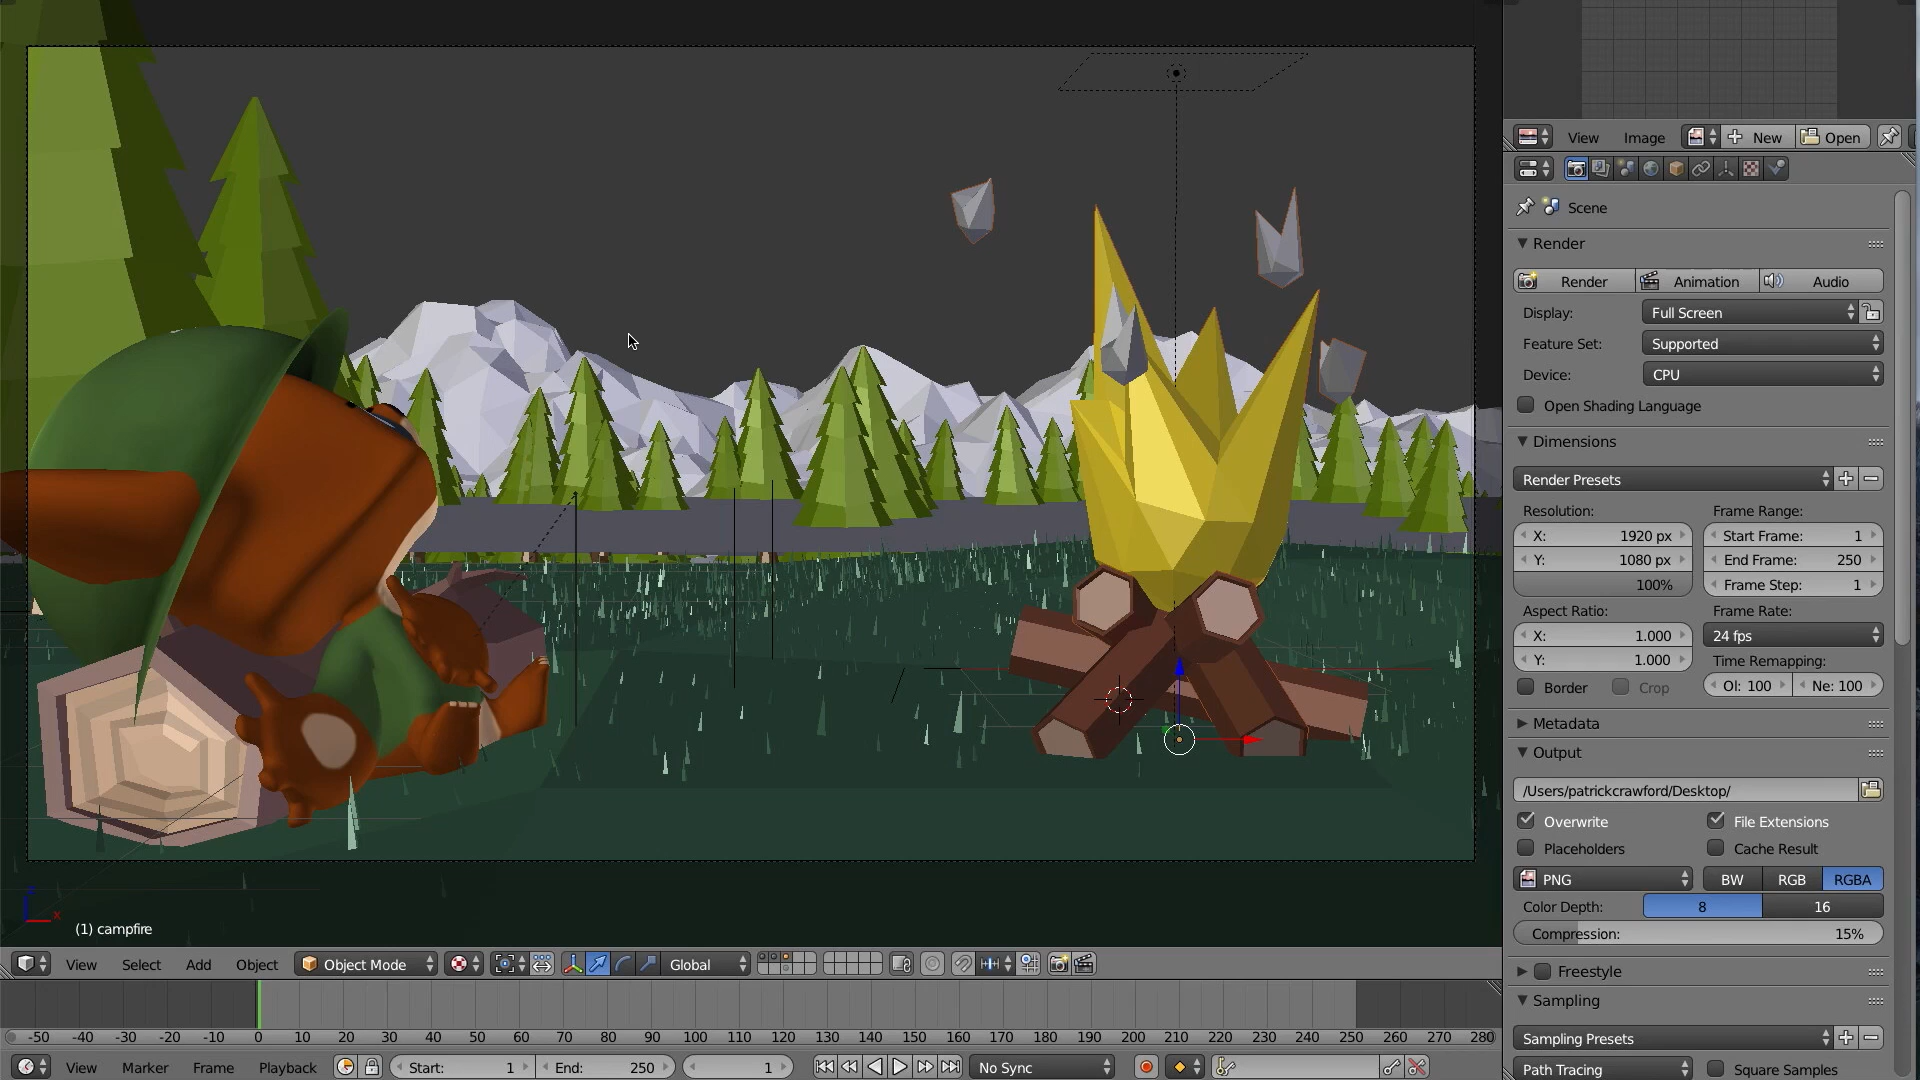 View Image New Open
Scene
Render
Render Animation Audio
Display: Full Screen
Feature Set: Supported
Device: CPU
Open Shading Language
Dimensions
Render Presets
Resolution: Frame Range:
X: 1920 px Start Frame: 1
Y: 1080 px End Frame: 250
100% Frame Step: 1
Aspect Ratio: Frame Rate:
X: 1.000 24 fps
Y: 1.000 Time Remapping:
Border Crop Ol: 100 Ne: 100
Metadata
Output
/Users/patrickcrawford/Desktop/
Overwrite File Extensions
Placeholders Cache Result
PNG BW RGB RGBA
Color Depth: 8 16
Compression: 15%
Freestyle
Sampling
Sampling Presets
Path Tracing Square Samples
x
(1) campfire
View Select Add Object Object Mode Global
-50 -40 -30 -20 -10 0 10 20 30 40 50 60 70 80 90 100 110 120 130 140 150 160 170 180 190 200 210 220 230 240 250 260 270 280
View Marker Frame Playback Start: 1 End: 250 1 No Sync